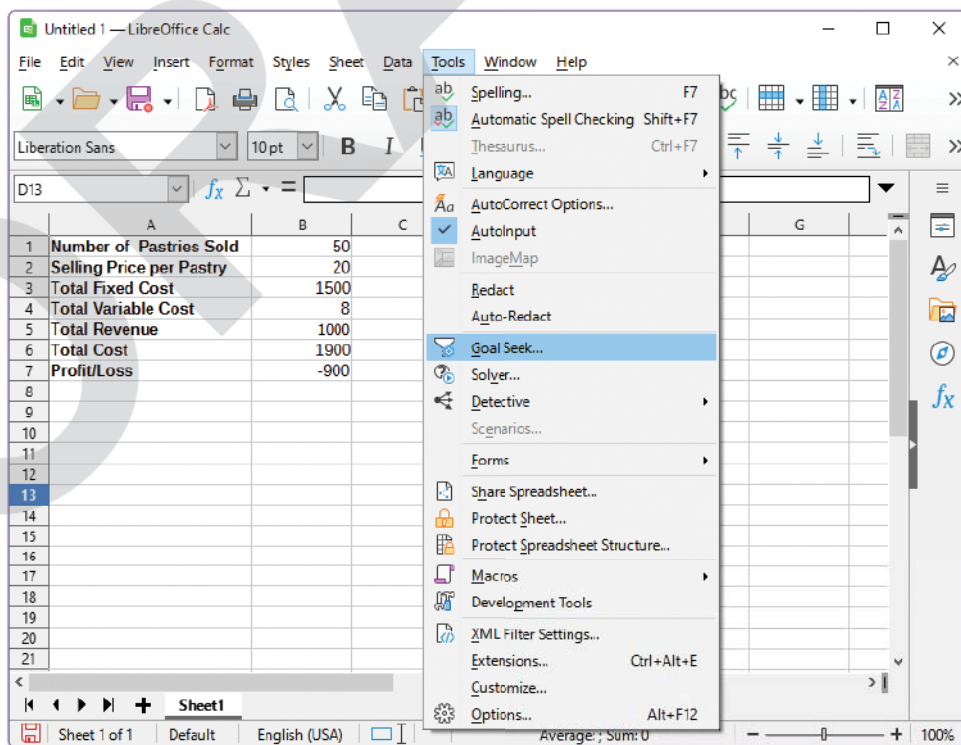 Untitled 1 — LibreOffice Calc
File Edit View Insert Format Styles Sheet Data Tools Window Help
Liberation Sans 10 pt B I
D13 fx Σ =
A B C G
1 Number of Pastries Sold 50
2 Selling Price per Pastry 20
3 Total Fixed Cost 1500
4 Total Variable Cost 8
5 Total Revenue 1000
6 Total Cost 1900
7 Profit/Loss -900
8
9
10
11
12
13
14
15
16
17
18
19
20
21
Spelling... F7
Automatic Spell Checking Shift+F7
Thesaurus... Ctrl+F7
Language
AutoCorrect Options...
AutoInput
ImageMap
Redact
Auto-Redact
Goal Seek...
Solver...
Detective
Scenarios...
Forms
Share Spreadsheet...
Protect Sheet...
Protect Spreadsheet Structure...
Macros
Development Tools
XML Filter Settings...
Extensions... Ctrl+Alt+E
Customize...
Options... Alt+F12
Sheet1
Sheet 1 of 1 Default English (USA) Average: ; Sum: 0 100%